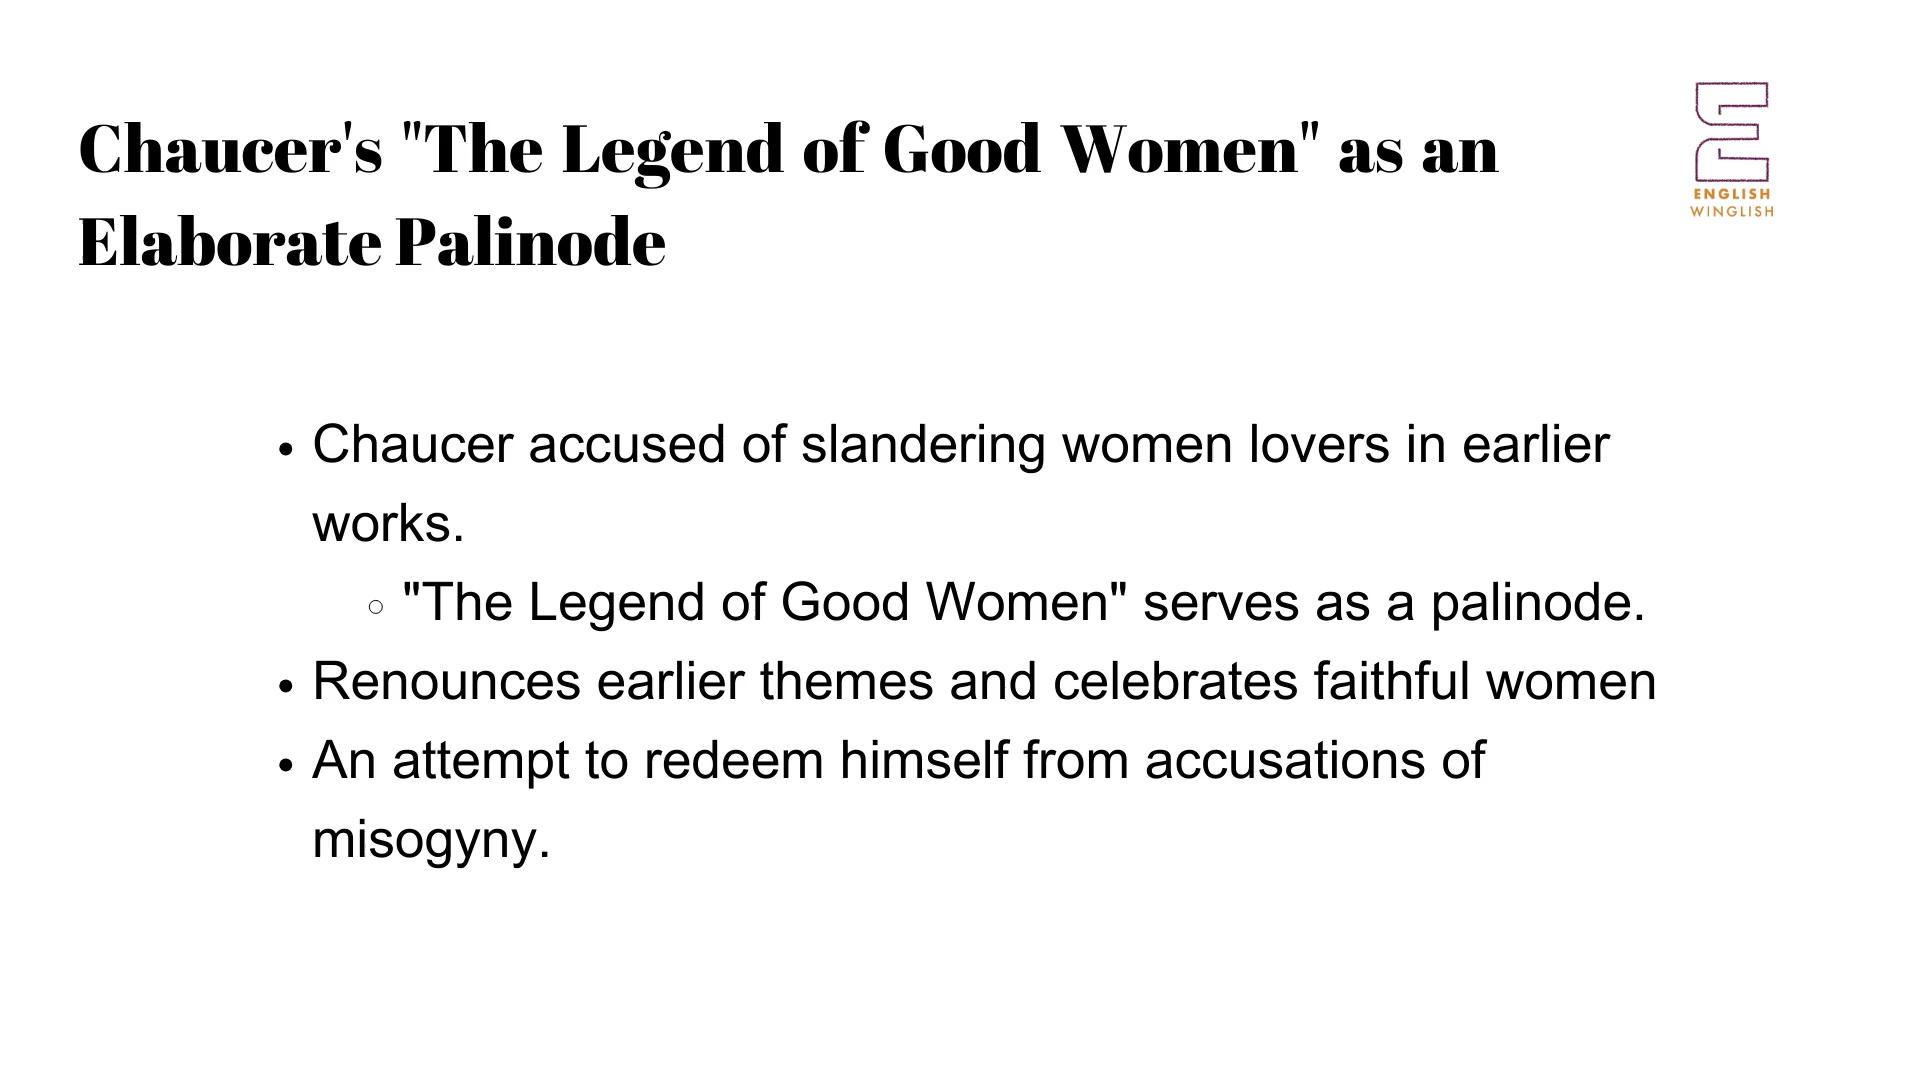 Chaucer's "The Legend of Good Women" as an
Elaborate Palinode
ENGLISH
WINGLISH
• Chaucer accused of slandering women lovers in earlier
works.
○ "The Legend of Good Women" serves as a palinode.
• Renounces earlier themes and celebrates faithful women
• An attempt to redeem himself from accusations of
misogyny.